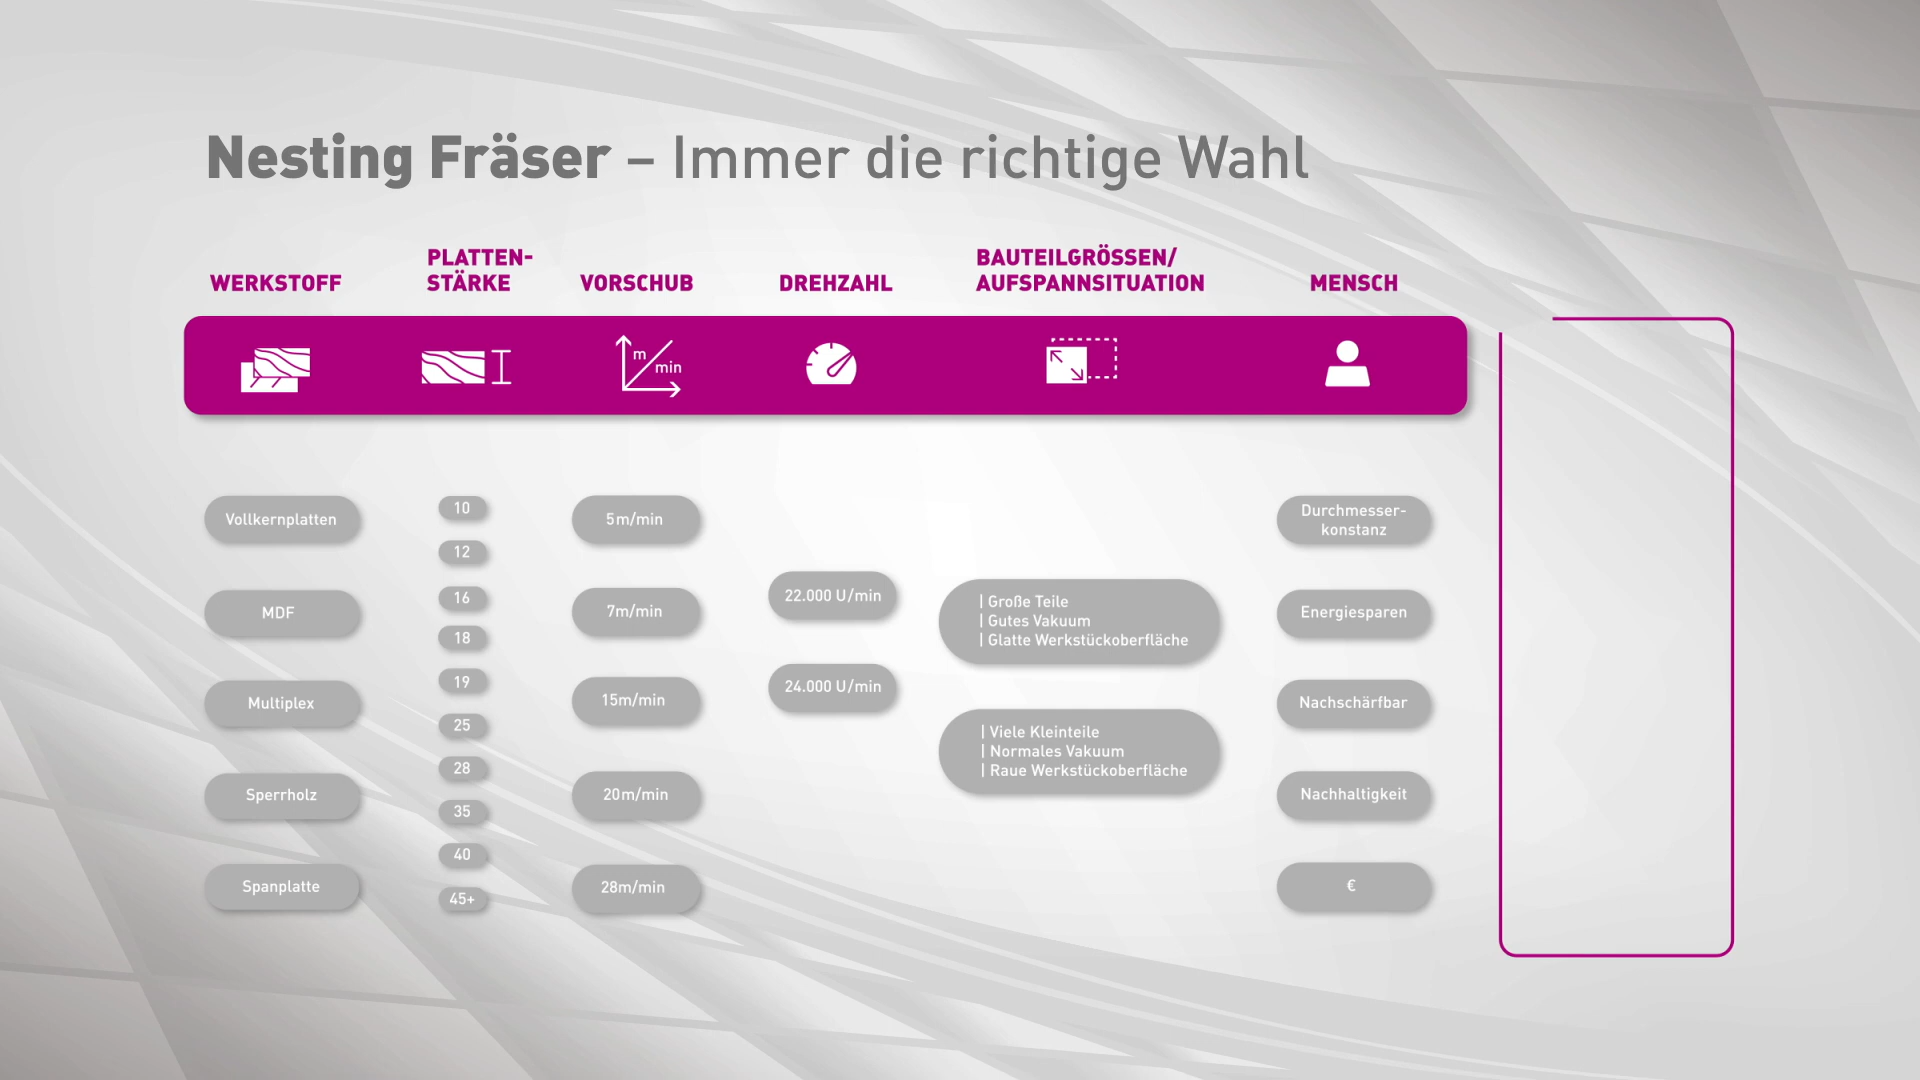 Nesting Fräser – Immer die richtige Wahl
WERKSTOFF
PLATTEN-
STÄRKE
VORSCHUB
DREHZAHL
BAUTEILGRÖSSEN/
AUFSPANNSITUATION
MENSCH
m
min
Vollkernplatten
MDF
Multiplex
Sperrholz
Spanplatte
10
12
16
18
19
25
28
35
40
45+
5m/min
7m/min
15m/min
20m/min
28m/min
22.000 U/min
24.000 U/min
| Große Teile
| Gutes Vakuum
| Glatte Werkstückoberfläche
| Viele Kleinteile
| Normales Vakuum
| Raue Werkstückoberfläche
Durchmesser-
konstanz
Energiesparen
Nachschärfbar
Nachhaltigkeit
€